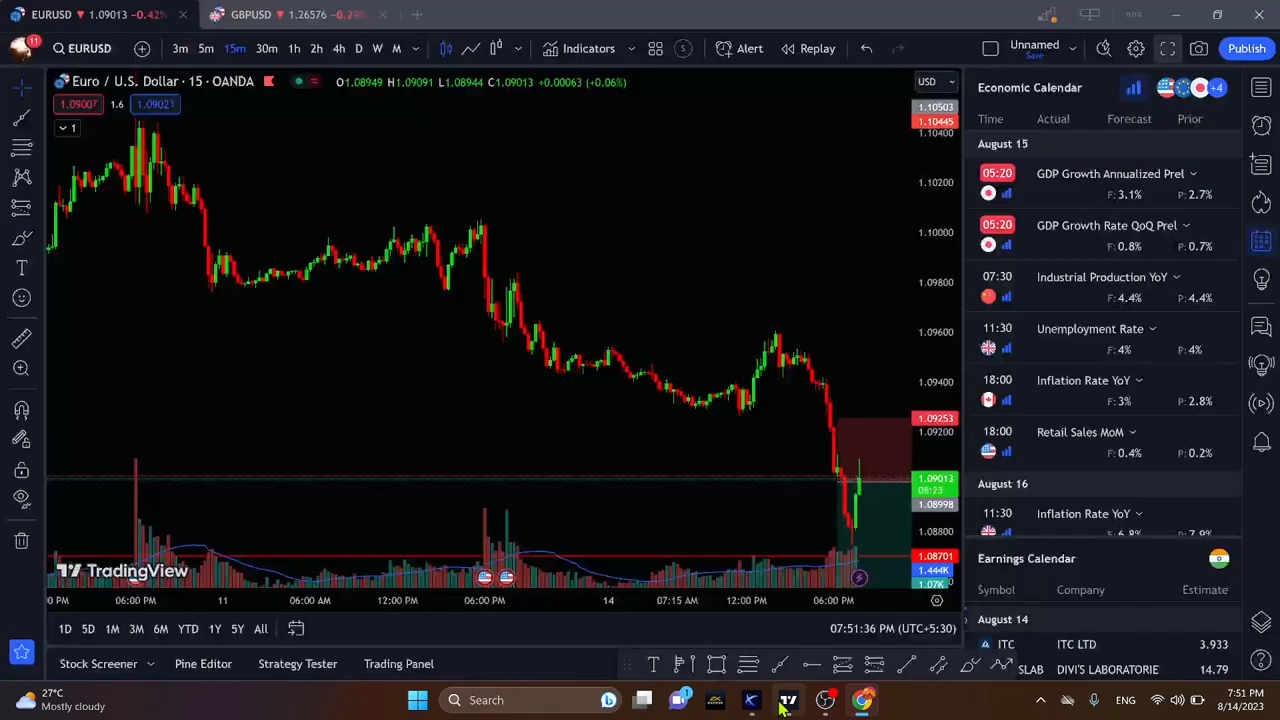 EURUSD 1.09013 -0.42%
GBPUSD 1.26576 -0.29%
11
EURUSD
3m 5m 15m 30m 1h 2h 4h D W M
Indicators
Alert
Replay
Unnamed
Save
Publish
Euro / U.S. Dollar · 15 · OANDA
O1.08949 H1.09091 L1.08944 C1.09013 +0.00063 (+0.06%)
USD
1.09007 1.6 1.09023
1
1.10503
1.10445
1.10400
1.10200
1.10000
1.09800
1.09600
1.09400
1.09253
1.09200
1.09013
08:23
1.08998
1.08800
1.08701
1.444K
1.07K
TradingView
06:00 PM 11 06:00 AM 12:00 PM 06:00 PM 14 07:15 AM 12:00 PM 06:00 PM
1D 5D 1M 3M 6M YTD 1Y 5Y All
07:51:36 PM (UTC+5:30)
Stock Screener
Pine Editor
Strategy Tester
Trading Panel
Economic Calendar
+4
Time Actual Forecast Prior
August 15
05:20 GDP Growth Annualized Prel
F: 3.1% P: 2.7%
05:20 GDP Growth Rate QoQ Prel
F: 0.8% P: 0.7%
07:30 Industrial Production YoY
F: 4.4% P: 4.4%
11:30 Unemployment Rate
F: 4% P: 4%
18:00 Inflation Rate YoY
F: 3% P: 2.8%
18:00 Retail Sales MoM
F: 0.4% P: 0.2%
August 16
11:30 Inflation Rate YoY
F: 6.8% P: 7.9%
Earnings Calendar
Symbol Company Estimate
August 14
ITC ITC LTD 3.933
SLAB DIVI'S LABORATORIE 14.79
27°C
Mostly cloudy
Search
1
ENG
7:51 PM
8/14/2023